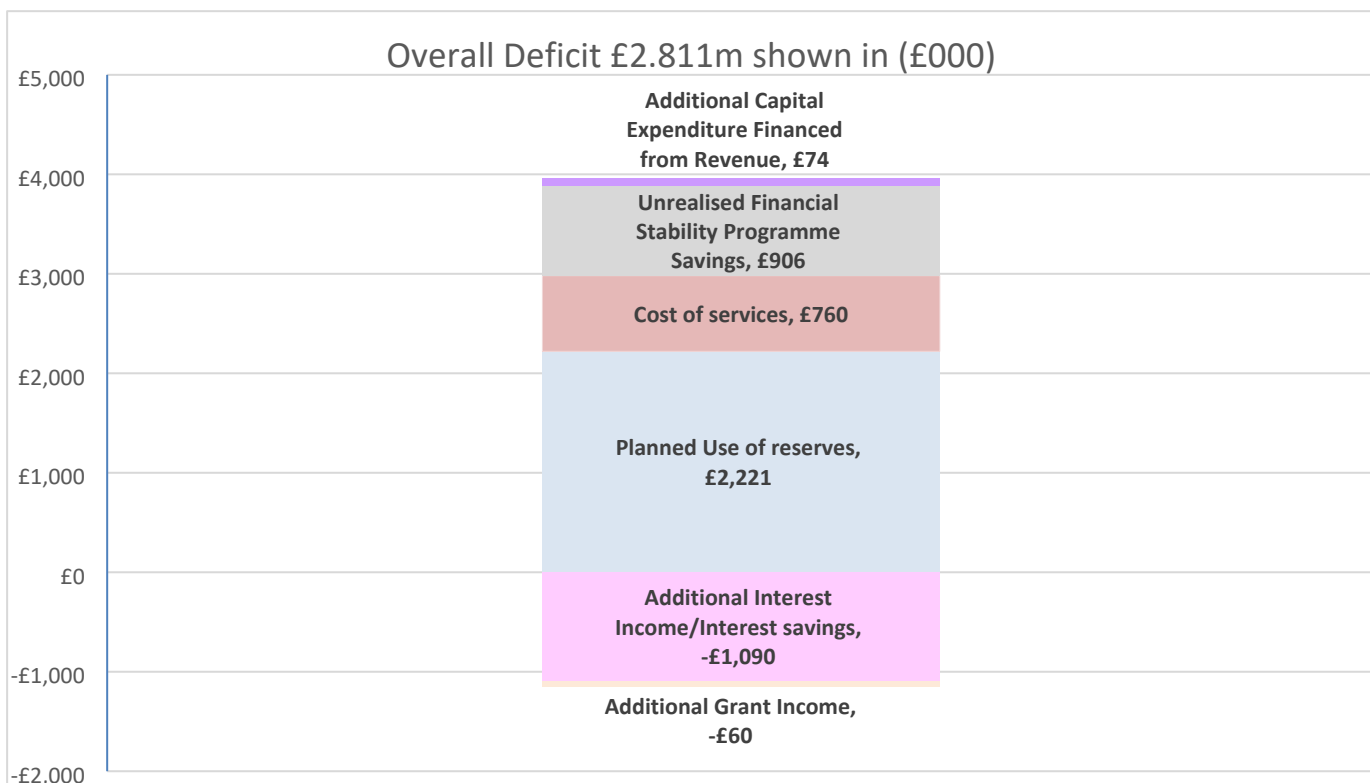 Overall Deficit £2.811m shown in (£000)
£5,000
£4,000
£3,000
£2,000
£1,000
£0
-£1,000
-£2,000
Additional Capital
Expenditure Financed
from Revenue, £74
Unrealised Financial
Stability Programme
Savings, £906
Cost of services, £760
Planned Use of reserves,
£2,221
Additional Interest
Income/Interest savings,
-£1,090
Additional Grant Income,
-£60